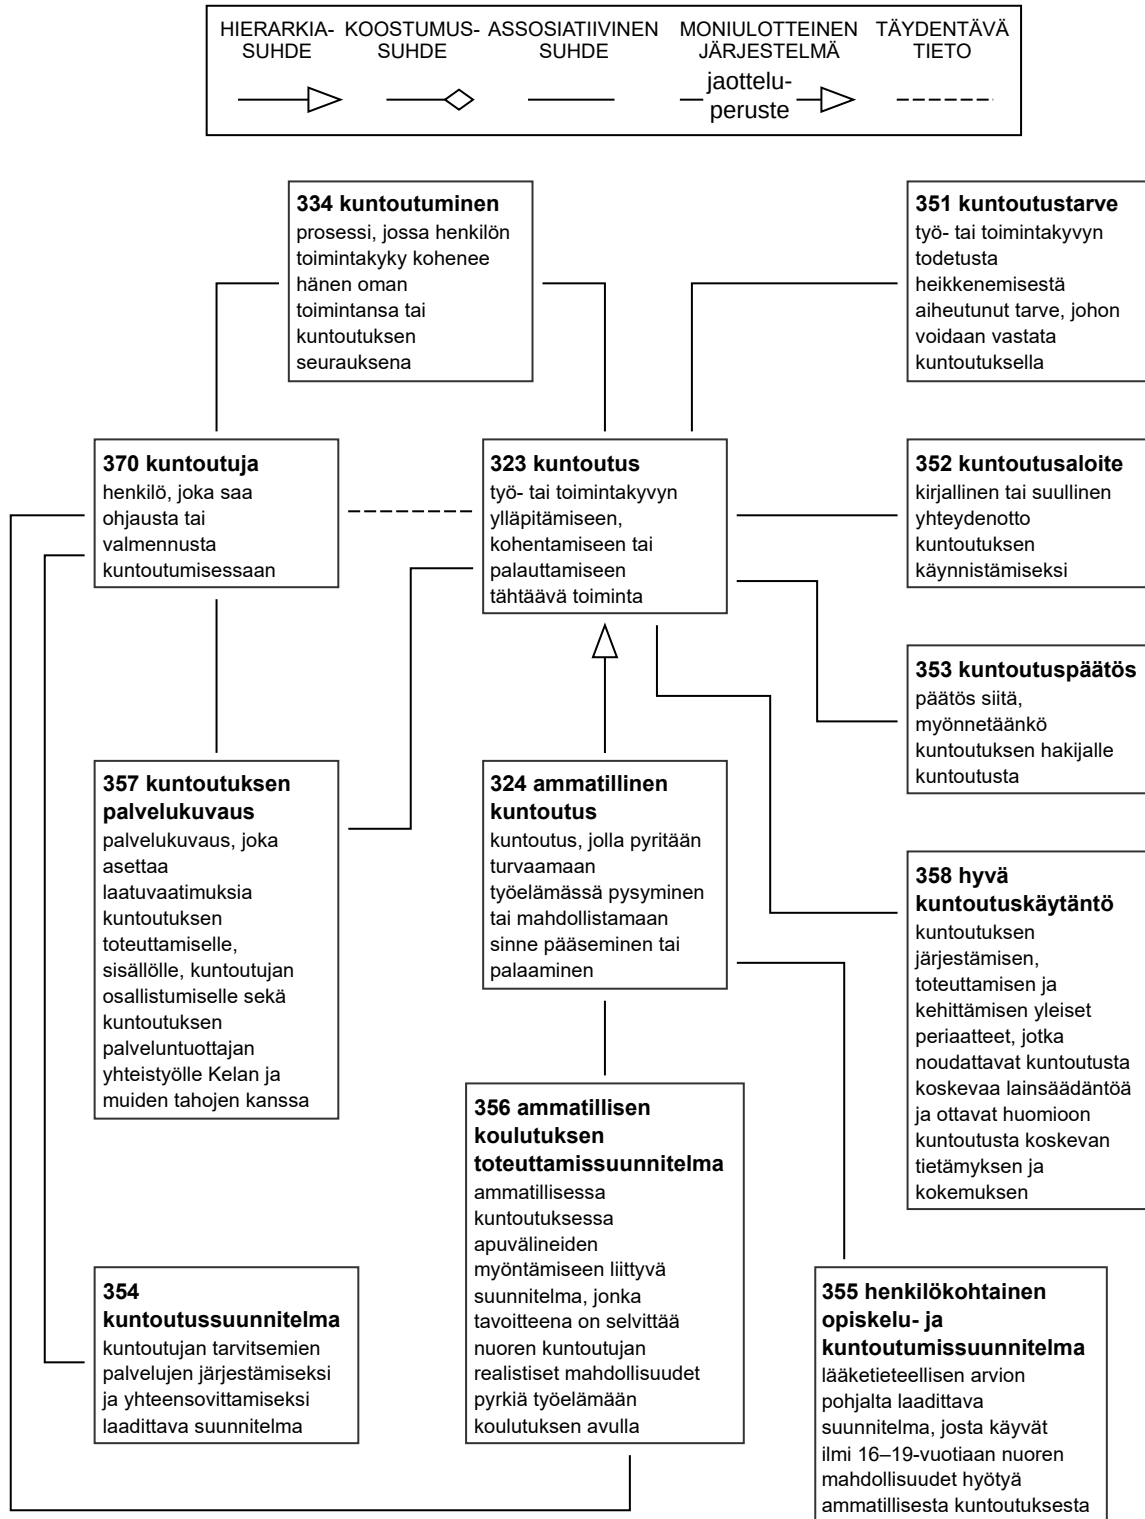 HIERARKIA-
SUHDE
KOOSTUMUS-
SUHDE
ASSOSIATIIVINEN
SUHDE
MONIULOTTEINEN
JÄRJESTELMÄ
TÄYDENTÄVÄ
TIETO
jaottelu-
peruste
334 kuntoutuminen
prosessi, jossa henkilön
toimintakyky kohenee
hänen oman
toimintansa tai
kuntoutuksen
seurauksena
351 kuntoutustarve
työ- tai toimintakyvyn
todetusta
heikkenemisestä
aiheutunut tarve, johon
voidaan vastata
kuntoutuksella
370 kuntoutuja
henkilö, joka saa
ohjausta tai
valmennusta
kuntoutumisessaan
323 kuntoutus
työ- tai toimintakyvyn
ylläpitämiseen,
kohentamiseen tai
palauttamiseen
tähtäävä toiminta
352 kuntoutusaloite
kirjallinen tai suullinen
yhteydenotto
kuntoutuksen
käynnistämiseksi
353 kuntoutuspäätös
päätös siitä,
myönnetäänkö
kuntoutuksen hakijalle
kuntoutusta
357 kuntoutuksen
palvelukuvaus
palvelukuvaus, joka
asettaa
laatuvaatimuksia
kuntoutuksen
toteuttamiselle,
sisällölle, kuntoutujan
osallistumiselle sekä
kuntoutuksen
palveluntuottajan
yhteistyölle Kelan ja
muiden tahojen kanssa
324 ammatillinen
kuntoutus
kuntoutus, jolla pyritään
turvaamaan
työelämässä pysyminen
tai mahdollistamaan
sinne pääseminen tai
palaaminen
358 hyvä
kuntoutuskäytäntö
kuntoutuksen
järjestämisen,
toteuttamisen ja
kehittämisen yleiset
periaatteet, jotka
noudattavat kuntoutusta
koskevaa lainsäädäntöä
ja ottavat huomioon
kuntoutusta koskevan
tietämyksen ja
kokemuksen
356 ammatillisen
koulutuksen
toteuttamissuunnitelma
ammatillisessa
kuntoutuksessa
apuvälineiden
myöntämiseen liittyvä
suunnitelma, jonka
tavoitteena on selvittää
nuoren kuntoutujan
realistiset mahdollisuudet
pyrkiä työelämään
koulutuksen avulla
354
kuntoutussuunnitelma
kuntoutujan tarvitsemien
palvelujen järjestämiseksi
ja yhteensovittamiseksi
laadittava suunnitelma
355 henkilökohtainen
opiskelu- ja
kuntoutumissuunnitelma
lääketieteellisen arvion
pohjalta laadittava
suunnitelma, josta käyvät
ilmi 16–19-vuotiaan nuoren
mahdollisuudet hyötyä
ammatillisesta kuntoutuksesta